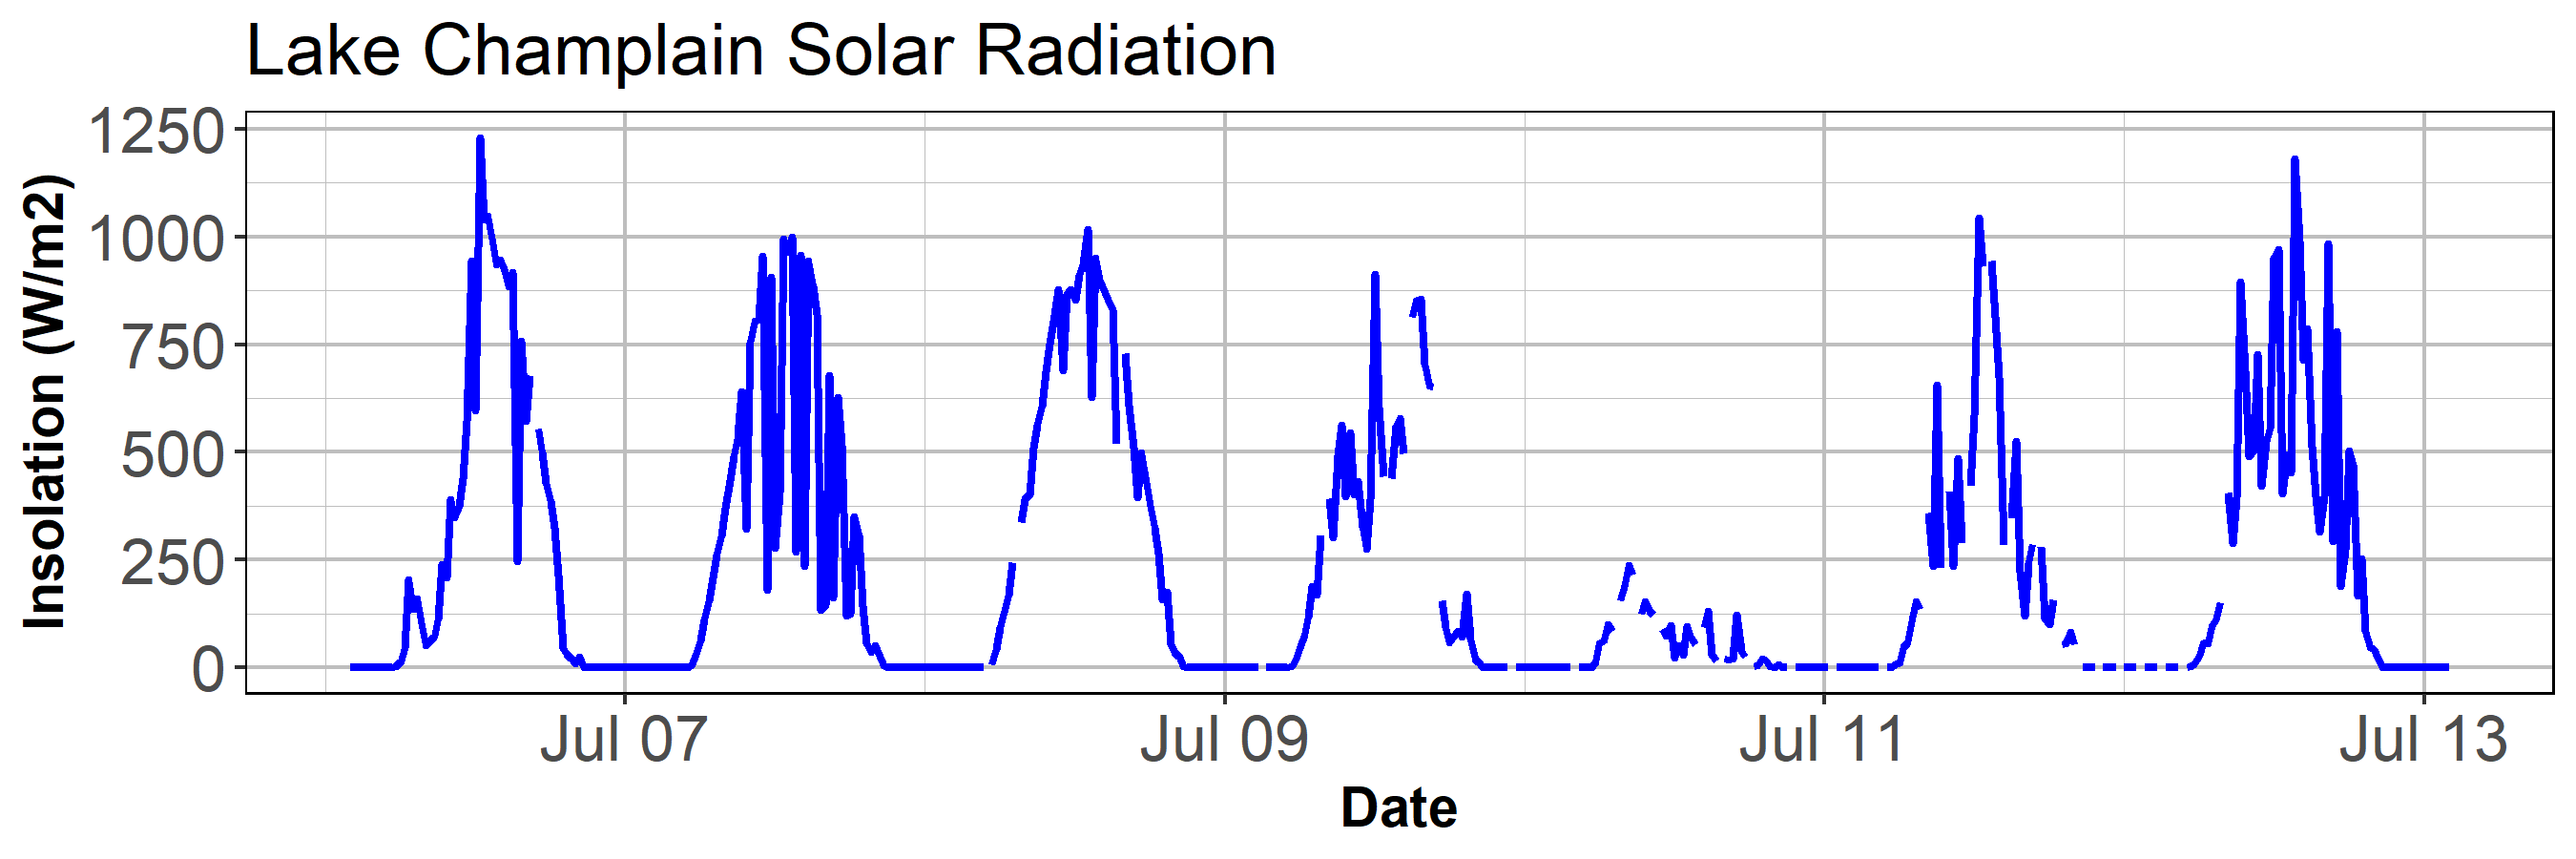 Lake Champlain Solar Radiation
1250
1000
750
500
250
0
Insolation (W/m2)
Jul 07 Jul 09 Jul 11 Jul 13
Date